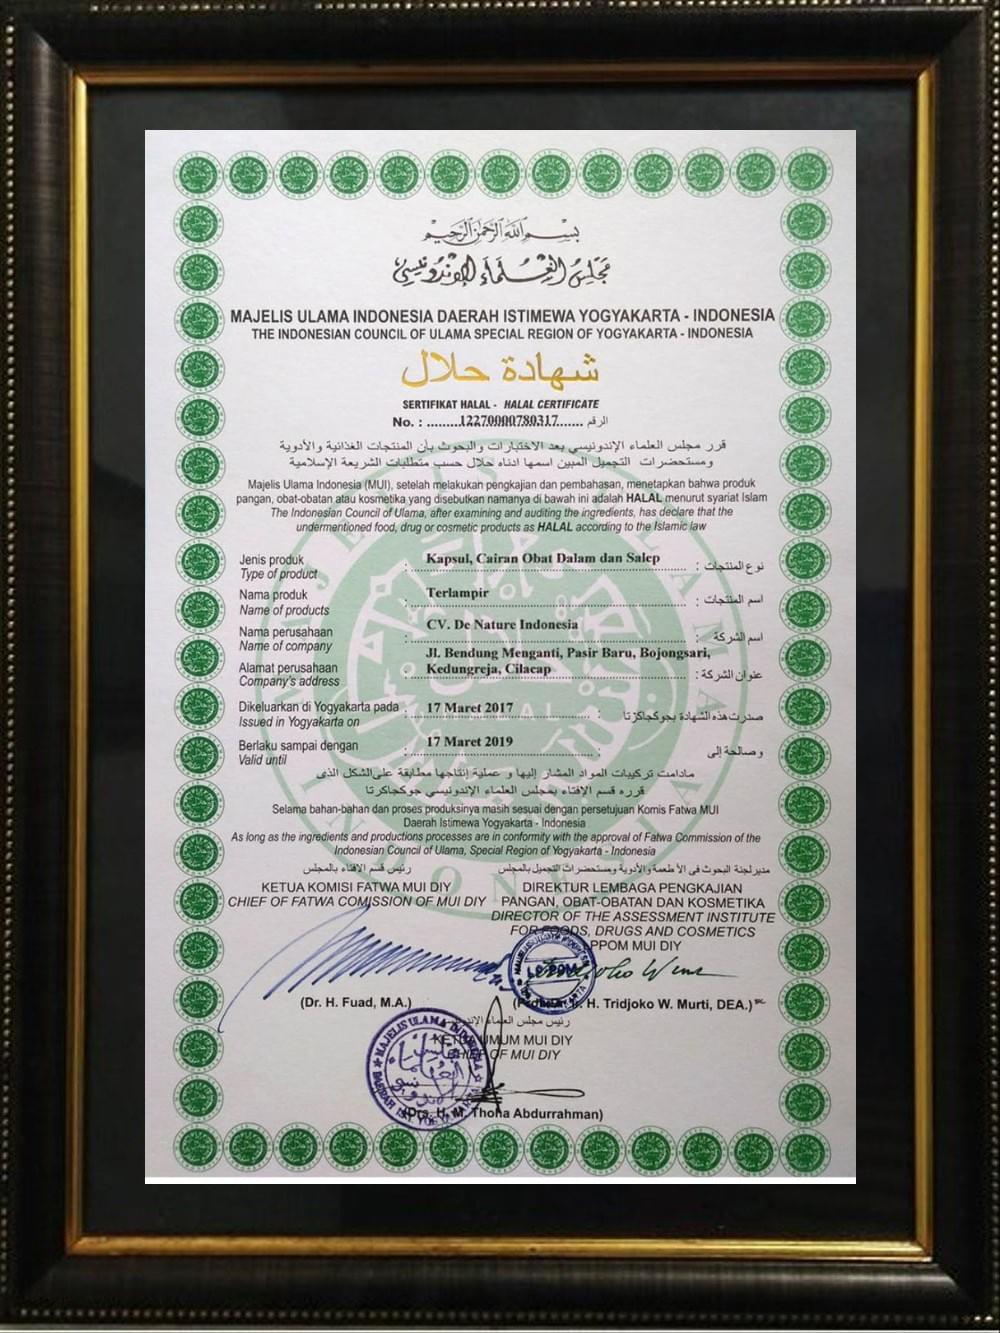 بسم الله الرحمن الرحيم
مجلس العلماء الإندونيسي
MAJELIS ULAMA INDONESIA DAERAH ISTIMEWA YOGYAKARTA - INDONESIA
THE INDONESIAN COUNCIL OF ULAMA SPECIAL REGION OF YOGYAKARTA - INDONESIA
شهادة حلال
SERTIFIKAT HALAL - HALAL CERTIFICATE
No. : .......12270000780317...... الرقم
قرر مجلس العلماء الإندونيسي بعد الاختبارات والبحوث بأن المنتجات الغذائية والأدوية
ومستحضرات التجميل المبين اسمها ادناه حلال حسب متطلبات الشريعة الإسلامية
Majelis Ulama Indonesia (MUI), setelah melakukan pengkajian dan pembahasan, menetapkan bahwa produk
pangan, obat-obatan atau kosmetika yang disebutkan namanya di bawah ini adalah HALAL menurut syariat Islam
The Indonesian Council of Ulama, after examining and auditing the ingredients, has declare that the
undermentioned food, drug or cosmetic products as HALAL according to the Islamic law
Jenis produk : Kapsul, Cairan Obat Dalam dan Salep نوع المنتجات :
Type of product
Nama produk : Terlampir اسم المنتجات :
Name of products
Nama perusahaan : CV. De Nature Indonesia اسم الشركة :
Name of company
Jl. Bendung Menganti, Pasir Baru, Bojongsari,
Alamat perusahaan : Kedungreja, Cilacap عنوان الشركة :
Company's address
Dikeluarkan di Yogyakarta pada : 17 Maret 2017 : صدرت هذه الشهادة بجوكجاكرتا
Issued in Yogyakarta on
Berlaku sampai dengan : 17 Maret 2019 : وصالحة إلى
Valid until
مادامت تركيبات المواد المشار إليها و عملية إنتاجها مطابقة على الشكل الذى
قرره قسم الإفتاء بمجلس العلماء الإندونيسي جوكجاكرتا
Selama bahan-bahan dan proses produksinya masih sesuai dengan persetujuan Komis Fatwa MUI
Daerah Istimewa Yogyakarta - Indonesia
As long as the ingredients and productions processes are in conformity with the approval of Fatwa Commission of the
Indonesian Council of Ulama, Special Region of Yogyakarta - Indonesia
رئيس قسم الافتاء بالمجلس
KETUA KOMISI FATWA MUI DIY
CHIEF OF FATWA COMISSION OF MUI DIY
(Dr. H. Fuad, M.A.)
مديرلجنة البحوث فى الأطعمة والأدوية ومستحضرات التجميل بالمجلس
DIREKTUR LEMBAGA PENGKAJIAN
PANGAN, OBAT-OBATAN DAN KOSMETIKA
DIRECTOR OF THE ASSESSMENT INSTITUTE
FOR FOODS, DRUGS AND COSMETICS
PPOM MUI DIY
H. Tridjoko W. Murti, DEA.)
رئيس مجلس العلماء
KETUA UMUM MUI DIY
CHIEF OF MUI DIY
(Drs. H. M. Thoha Abdurrahman)
MAJELIS ULAMA INDONESIA